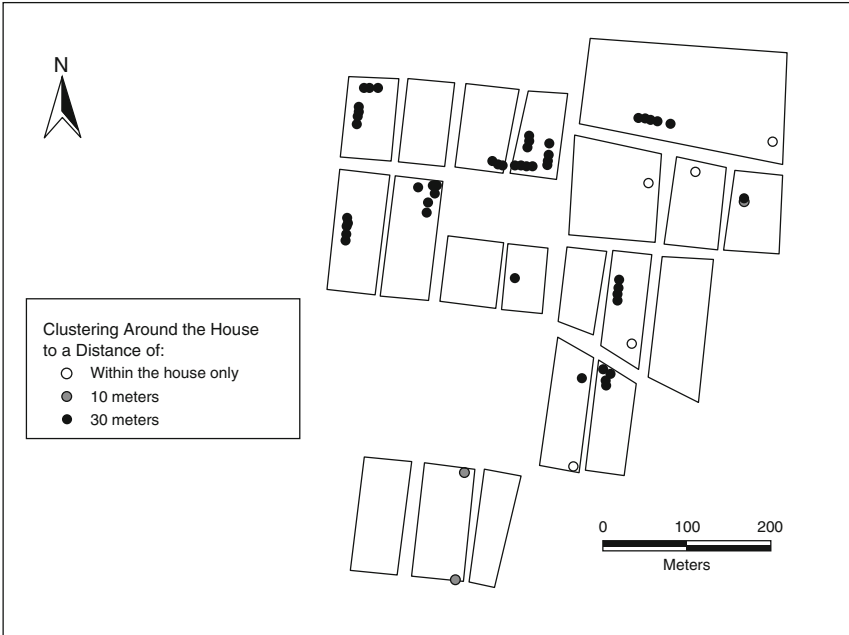 N
Clustering Around the House
to a Distance of:
Within the house only
10 meters
30 meters
0 100 200
Meters